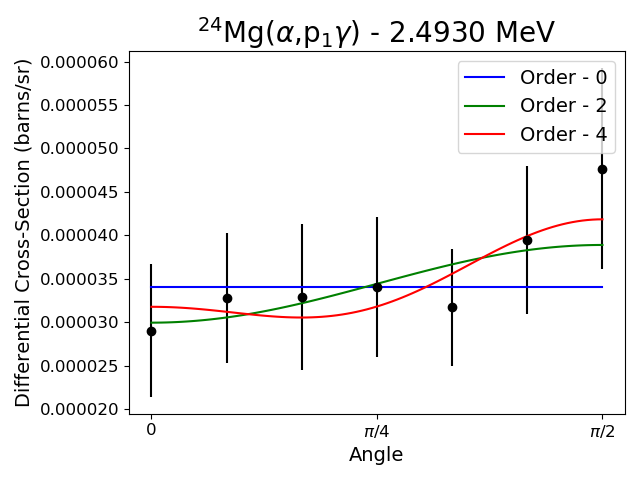 ²⁴Mg(α,p₁γ) - 2.4930 MeV
Differential Cross-Section (barns/sr)
0.000060
0.000055
0.000050
0.000045
0.000040
0.000035
0.000030
0.000025
0.000020
Order - 0
Order - 2
Order - 4
0
π/4
π/2
Angle